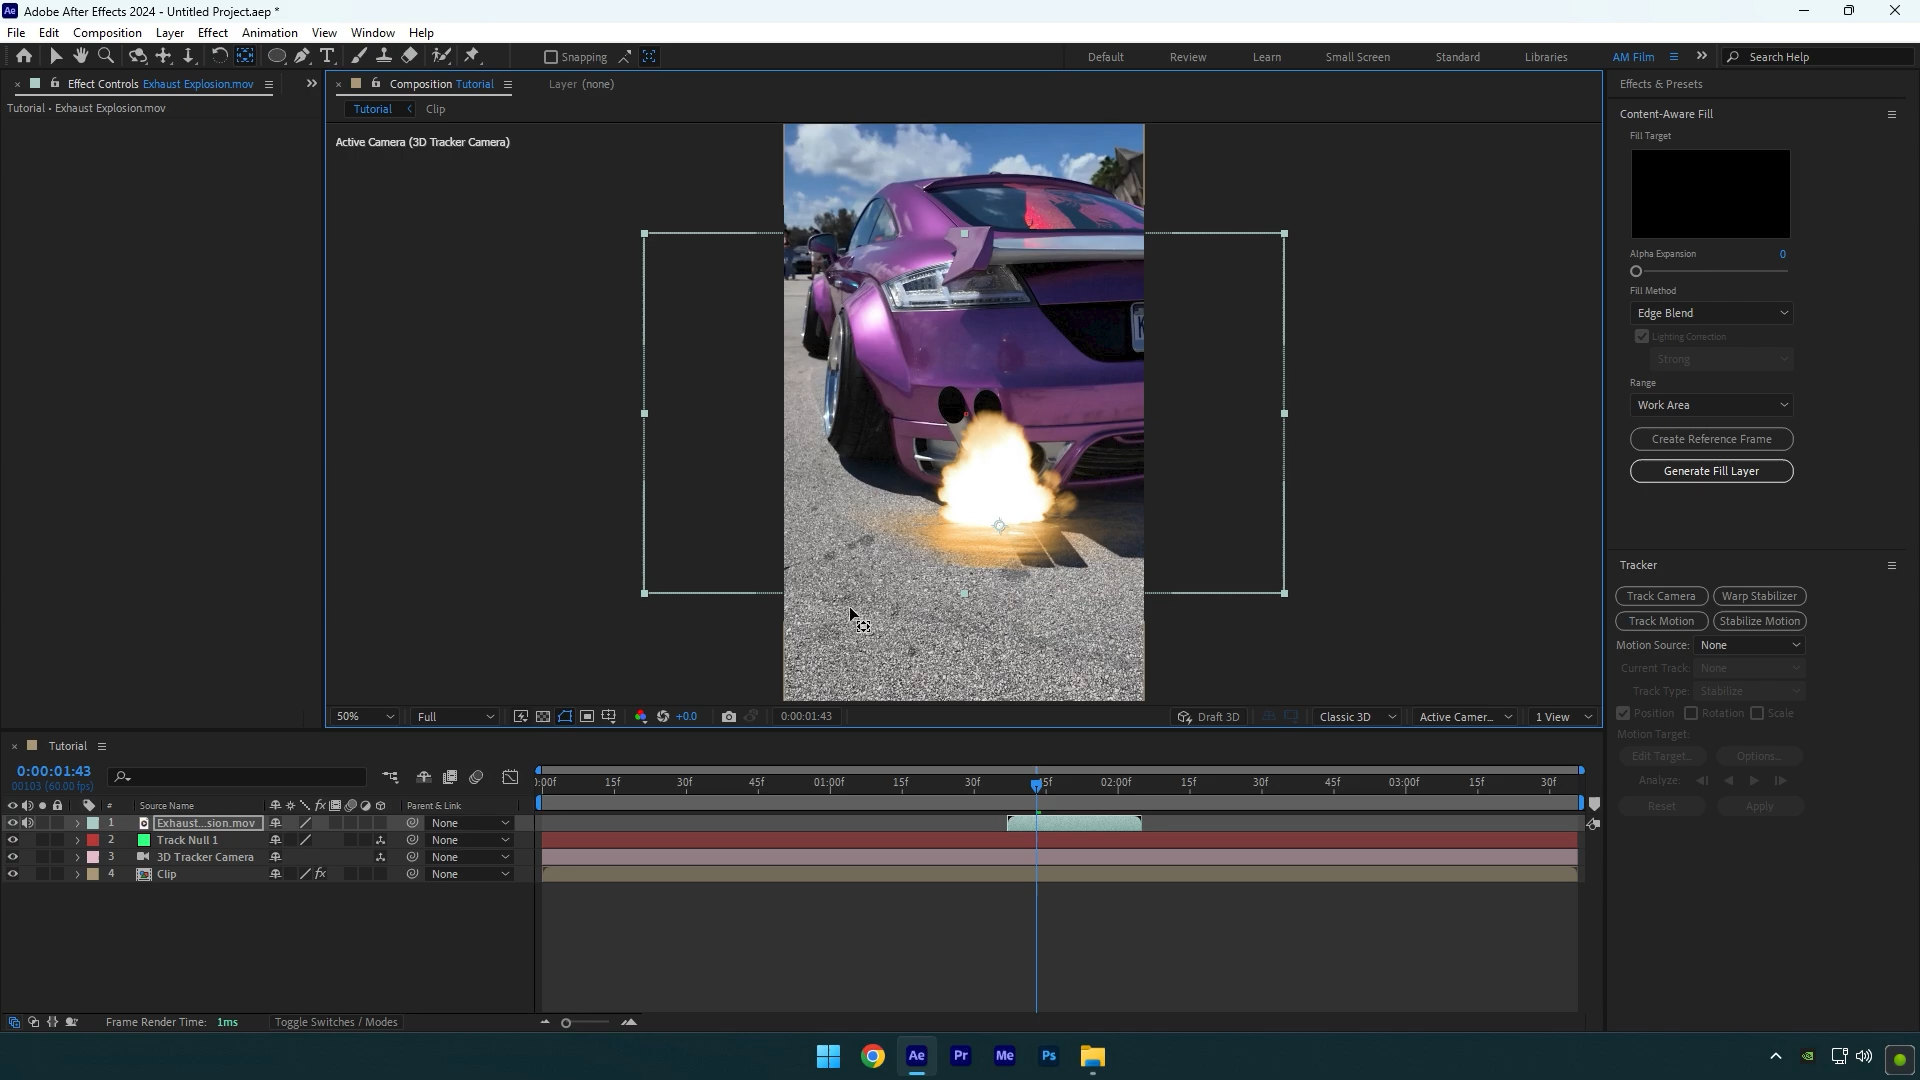 Adobe After Effects 2024 - Untitled Project.aep *
File Edit Composition Layer Effect Animation View Window Help
Snapping
Default Review Learn Small Screen Standard Libraries AM Film Search Help
Effect Controls Exhaust Explosion.mov
Tutorial • Exhaust Explosion.mov
Composition Tutorial Layer (none)
Tutorial Clip
Active Camera (3D Tracker Camera)
50% Full +0.0 0:00:01:43 Draft 3D Classic 3D Active Camer... 1 View
Effects & Presets
Content-Aware Fill
Fill Target
Alpha Expansion 0
Fill Method
Edge Blend
Lighting Correction
Strong
Range
Work Area
Create Reference Frame
Generate Fill Layer
Tracker
Track Camera Warp Stabilizer
Track Motion Stabilize Motion
Motion Source: None
Current Track: None
Track Type: Stabilize
Position Rotation Scale
Motion Target:
Edit Target... Options...
Analyze:
Reset Apply
Tutorial
0:00:01:43
00103 (60.00 fps)
:00f 15f 30f 45f 01:00f 15f 30f 45f 02:00f 15f 30f 45f 03:00f 15f 30f
# Source Name fx Parent & Link
1 Exhaust...sion.mov None
2 Track Null 1 None
3 3D Tracker Camera None
4 Clip fx None
Frame Render Time: 1ms Toggle Switches / Modes
Ae Pr Me Ps